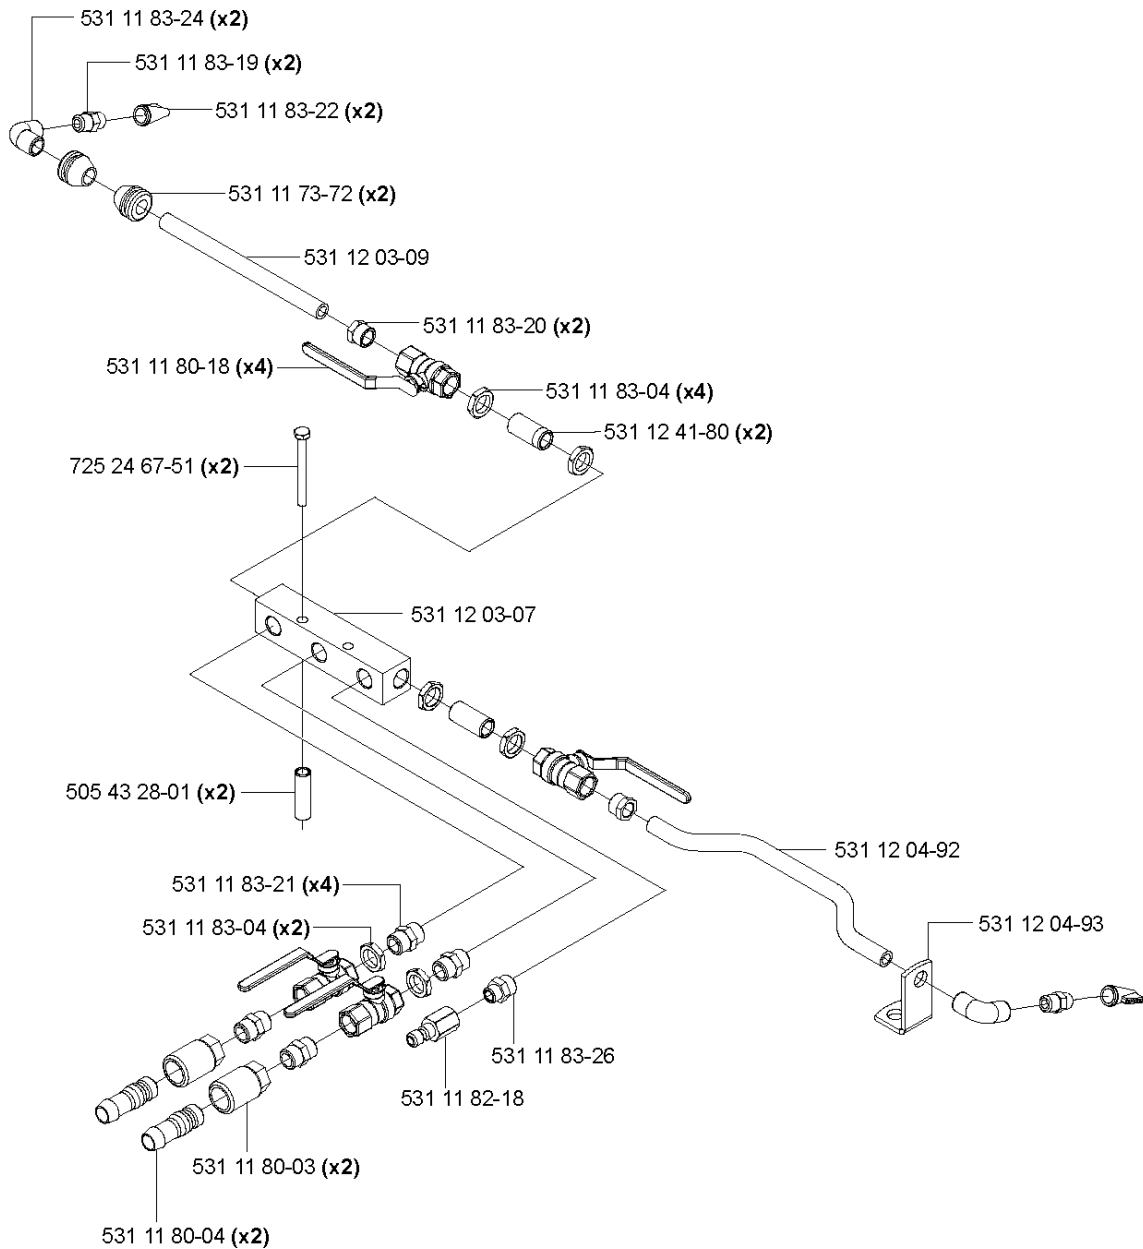 531 11 83-24 (x2)
531 11 83-19 (x2)
531 11 83-22 (x2)
531 11 73-72 (x2)
531 12 03-09
531 11 83-20 (x2)
531 11 80-18 (x4)
531 11 83-04 (x4)
531 12 41-80 (x2)
725 24 67-51 (x2)
531 12 03-07
505 43 28-01 (x2)
531 12 04-92
531 11 83-21 (x4)
531 11 83-04 (x2)
531 12 04-93
531 11 83-26
531 11 82-18
531 11 80-03 (x2)
531 11 80-04 (x2)